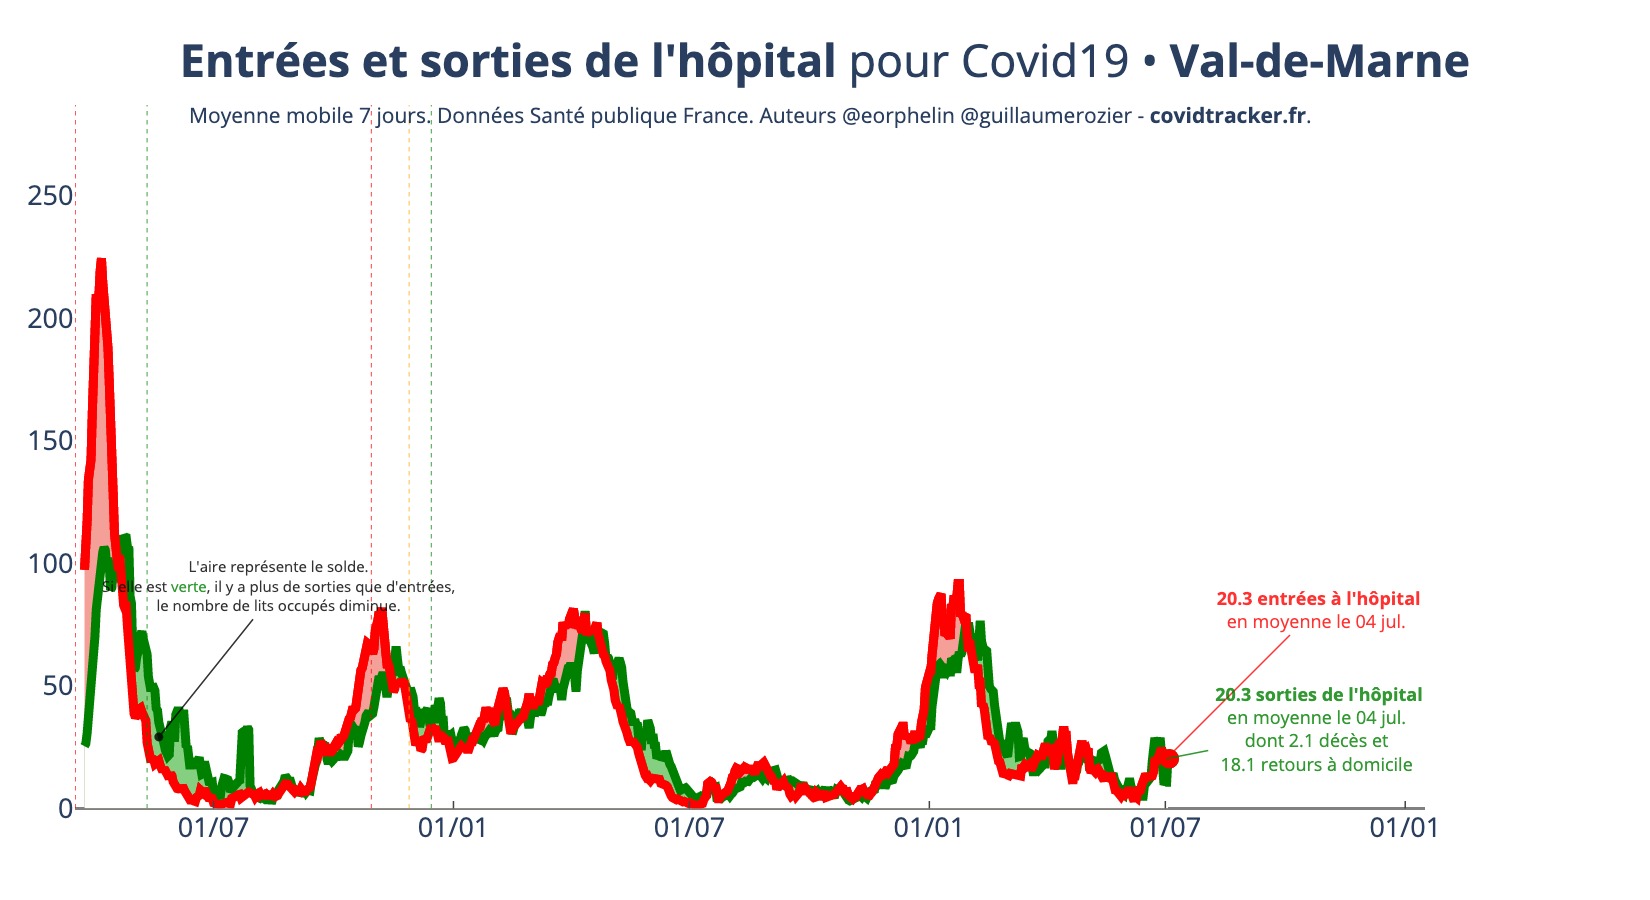 Entrées et sorties de l'hôpital pour Covid19 • Val-de-Marne
Moyenne mobile 7 jours. Données Santé publique France. Auteurs @eorphelin @guillaumerozier - covidtracker.fr.
250
200
150
100
50
0
L'aire représente le solde.
Si elle est verte, il y a plus de sorties que d'entrées,
le nombre de lits occupés diminue.
20.3 entrées à l'hôpital
en moyenne le 04 jul.
20.3 sorties de l'hôpital
en moyenne le 04 jul.
dont 2.1 décès et
18.1 retours à domicile
01/07
01/01
01/07
01/01
01/07
01/01